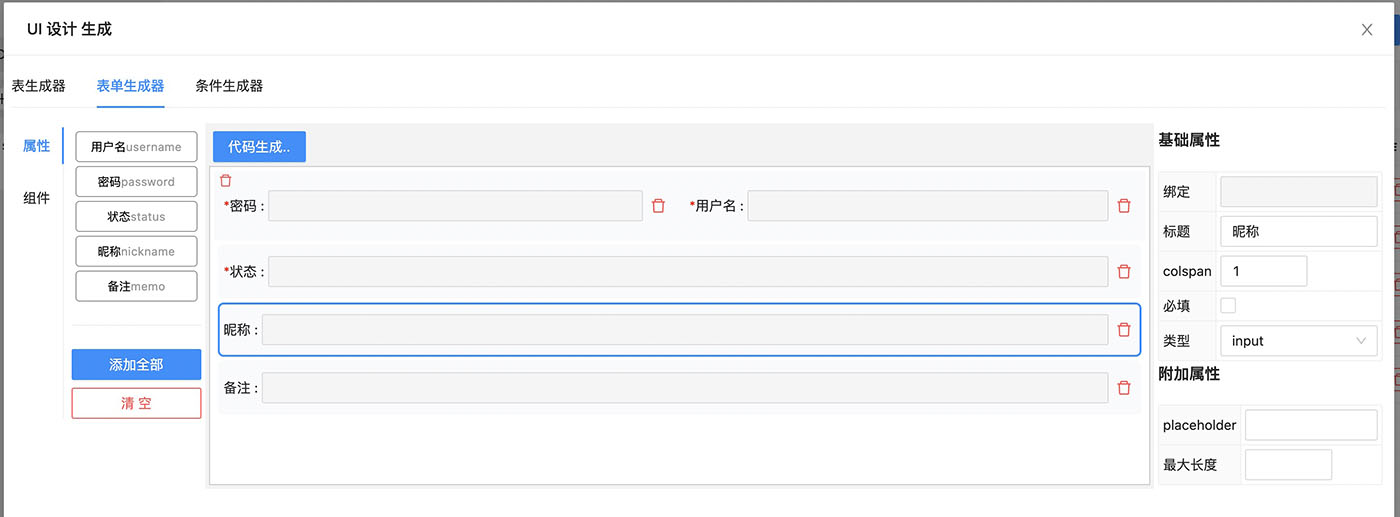 UI 设计 生成
表生成器 表单生成器 条件生成器
属性
组件
用户名username
密码password
状态status
昵称nickname
备注memo
添加全部
清 空
代码生成..
*密码 : *用户名 :
*状态 :
昵称 :
备注 :
基础属性
绑定
标题 昵称
colspan 1
必填
类型 input
附加属性
placeholder
最大长度